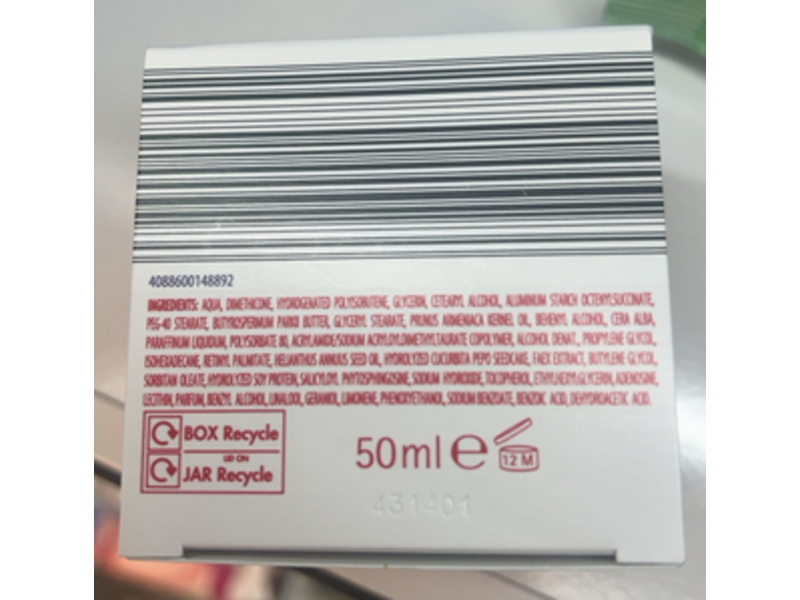 4088600148892
INGREDIENTS: AQUA, DIMETHICONE, HYDROGENATED POLYISOBUTENE, GLYCERIN, CETEARYL ALCOHOL, ALUMINUM STARCH OCTENYLSUCCINATE,
PEG-40 STEARATE, BUTYROSPERMUM PARKII BUTTER, GLYCERYL STEARATE, PRUNUS ARMENIACA KERNEL OIL, BEHENYL ALCOHOL, CERA ALBA,
PARAFFINUM LIQUIDUM, POLYSORBATE 80, ACRYLAMIDE/SODIUM ACRYLOYLDIMETHYLTAURATE COPOLYMER, ALCOHOL DENAT., PROPYLENE GLYCOL,
ISOHEXADECANE, RETINYL PALMITATE, HELIANTHUS ANNUUS SEED OIL, HYDROLYZED CUCURBITA PEPO SEEDCAKE, FAEX EXTRACT, BUTYLENE GLYCOL,
SORBITAN OLEATE, HYDROLYZED SOY PROTEIN, SALICYLOYL PHYTOSPHINGOSINE, SODIUM HYDROXIDE, TOCOPHEROL, ETHYLHEXYLGLYCERIN, ADENOSINE,
LECITHIN, PARFUM, BENZYL ALCOHOL, LINALOOL, GERANIOL, LIMONENE, PHENOXYETHANOL, SODIUM BENZOATE, BENZOIC ACID, DEHYDROACETIC ACID.
BOX Recycle
LID ON
JAR Recycle
50ml e
12 M
431401